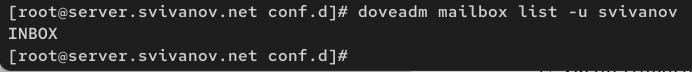 [root@server.svivanov.net conf.d]# doveadm mailbox list -u svivanov
INBOX
[root@server.svivanov.net conf.d]#